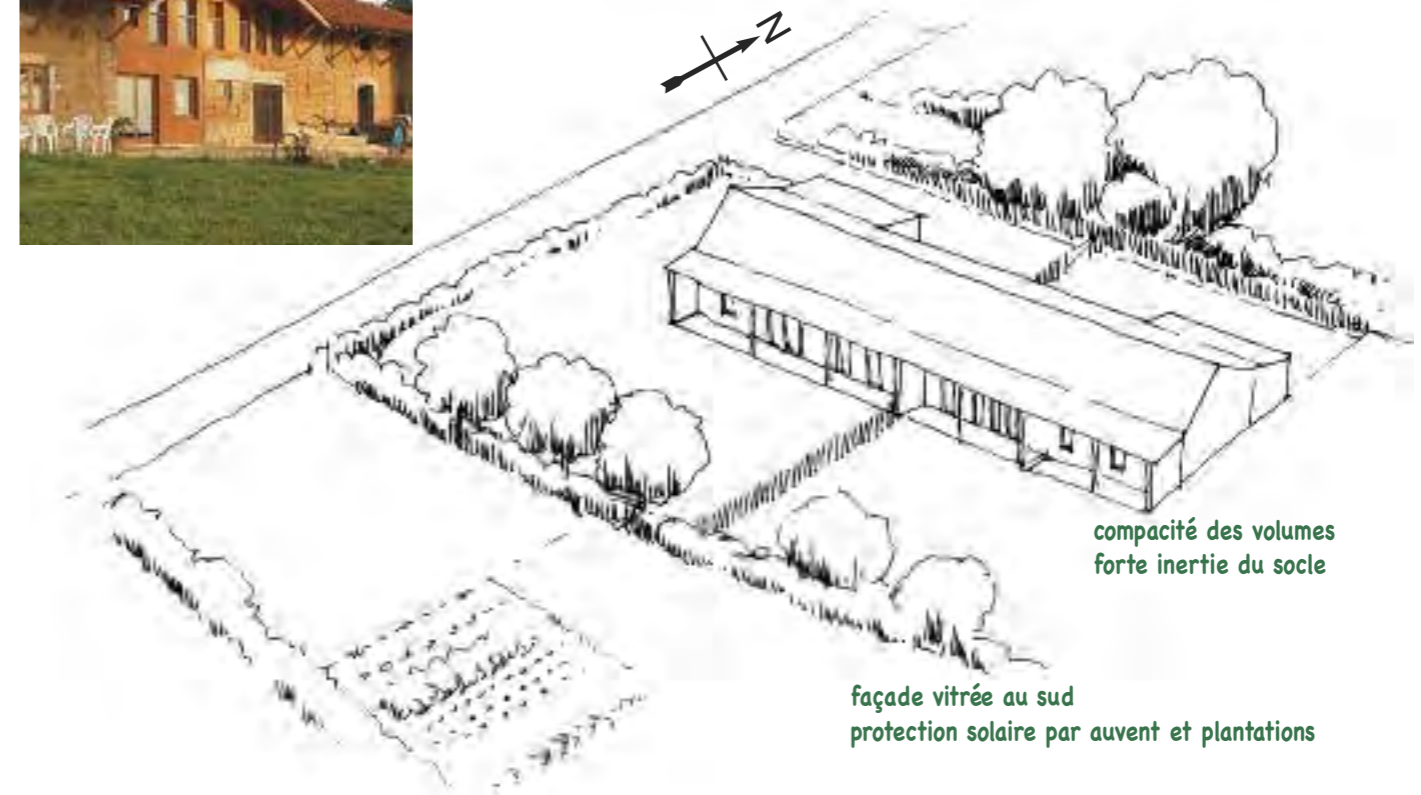 N
compacité des volumes
forte inertie du socle
façade vitrée au sud
protection solaire par auvent et plantations